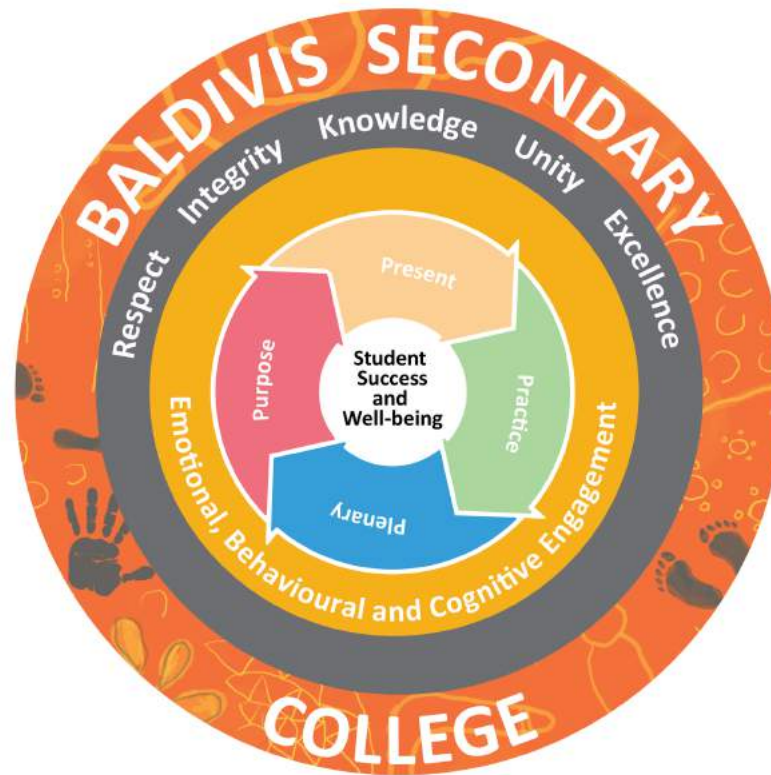 BALDIVIS SECONDARY
COLLEGE
Respect Integrity Knowledge Unity Excellence
Emotional, Behavioural and Cognitive Engagement
Purpose
Present
Practice
Plenary
Student
Success
and
Well-being